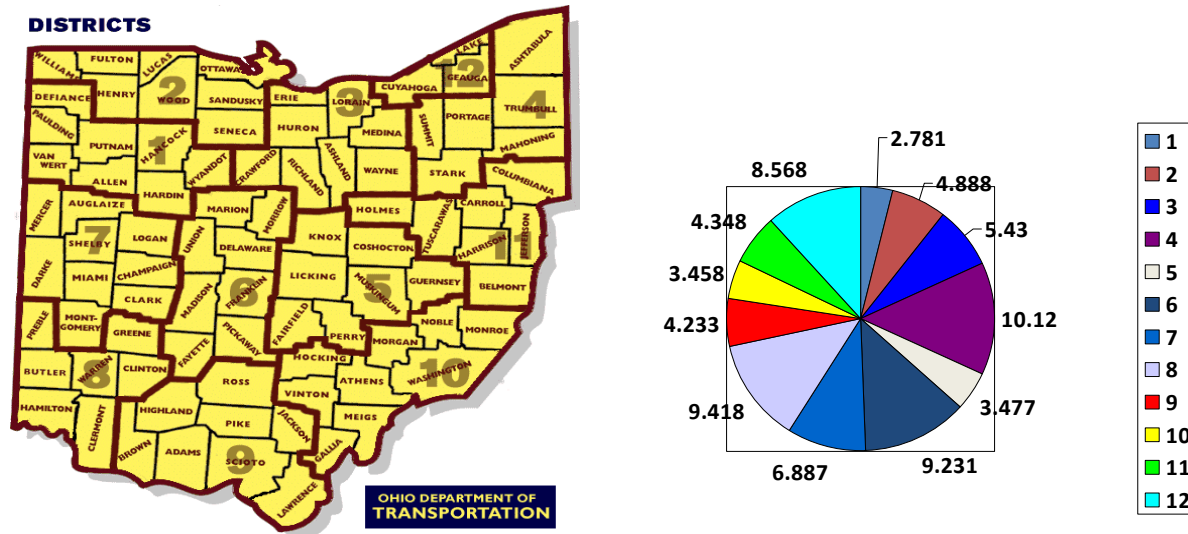 DISTRICTS
WILLIAMS
FULTON
LUCAS
OTTAWA
LAKE
ASHTABULA
GEAUGA
12
CUYAHOGA
DEFIANCE
HENRY
2
WOOD
SANDUSKY
ERIE
LORAIN
3
PORTAGE
TRUMBULL
4
PAULDING
PUTNAM
HANCOCK
1
SENECA
HURON
MEDINA
SUMMIT
MAHONING
VAN
WERT
ALLEN
HARDIN
WYANDOT
CRAWFORD
RICHLAND
ASHLAND
WAYNE
STARK
COLUMBIANA
MERCER
AUGLAIZE
MARION
MORROW
HOLMES
TUSCARAWAS
CARROLL
JEFFERSON
SHELBY
7
LOGAN
UNION
DELAWARE
KNOX
COSHOCTON
HARRISON
11
DARKE
MIAMI
CHAMPAIGN
CLARK
MADISON
FRANKLIN
6
LICKING
MUSKINGUM
5
GUERNSEY
BELMONT
PREBLE
MONT-
GOMERY
GREENE
FAYETTE
PICKAWAY
FAIRFIELD
PERRY
MORGAN
NOBLE
MONROE
BUTLER
WARREN
8
CLINTON
ROSS
HOCKING
VINTON
ATHENS
WASHINGTON
10
HAMILTON
CLERMONT
HIGHLAND
PIKE
JACKSON
MEIGS
BROWN
ADAMS
SCIOTO
9
GALLIA
LAWRENCE
OHIO DEPARTMENT OF
TRANSPORTATION
2.781
4.888
5.43
10.12
3.477
9.231
6.887
9.418
4.233
3.458
4.348
8.568
1
2
3
4
5
6
7
8
9
10
11
12